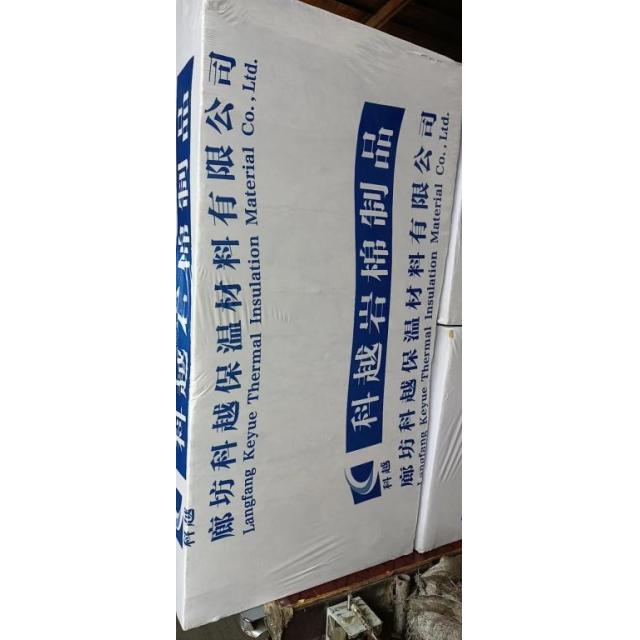 科越岩棉制品
科越
廊坊科越保温材料有限公司
Langfang Keyue Thermal Insulation Material Co.,Ltd.
科越岩棉制品
科越
廊坊科越保温材料有限公司
Langfang Keyue Thermal Insulation Material Co.,Ltd.